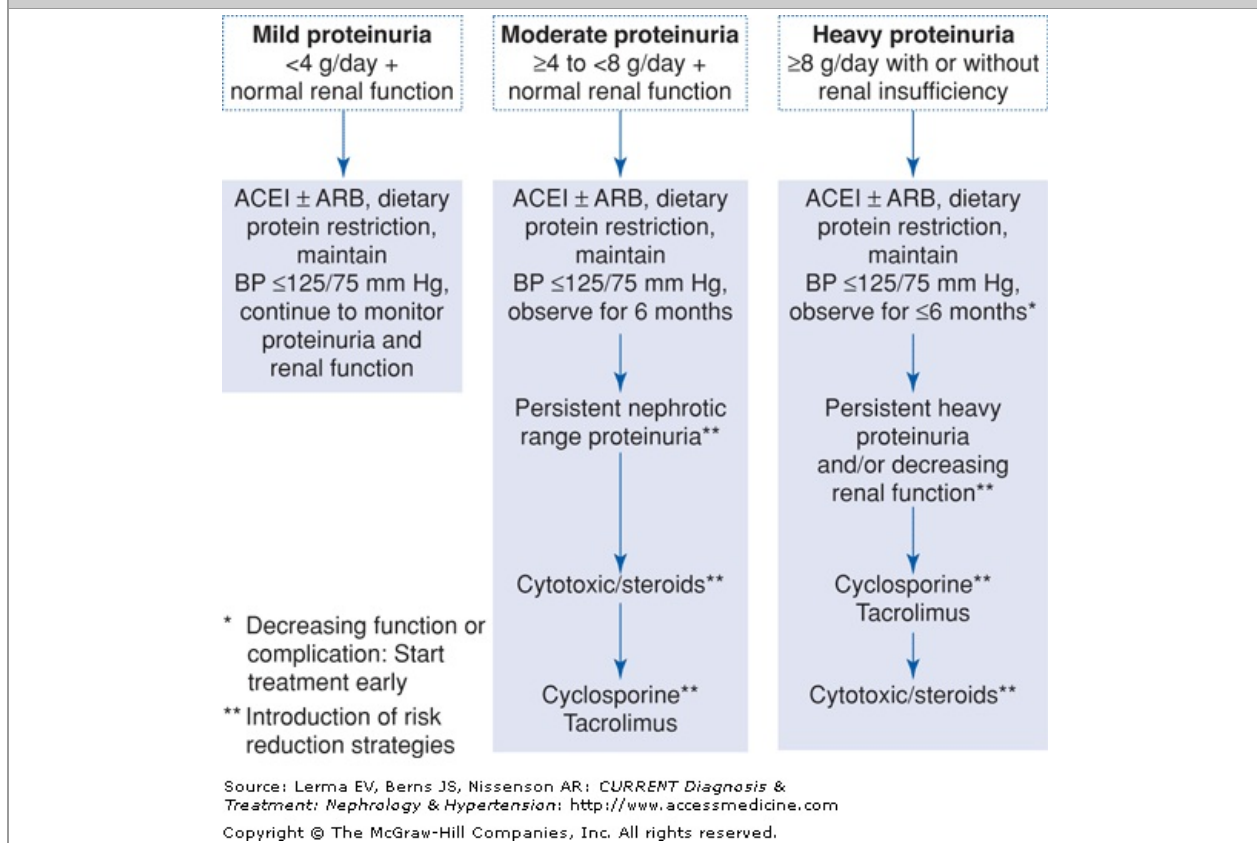 Mild proteinuria
<4 g/day +
normal renal function
ACEI ± ARB, dietary
protein restriction,
maintain
BP ≤125/75 mm Hg,
continue to monitor
proteinuria and
renal function
Moderate proteinuria
≥4 to <8 g/day +
normal renal function
ACEI ± ARB, dietary
protein restriction,
maintain
BP ≤125/75 mm Hg,
observe for 6 months
Persistent nephrotic
range proteinuria**
Cytotoxic/steroids**
Cyclosporine**
Tacrolimus
Heavy proteinuria
≥8 g/day with or without
renal insufficiency
ACEI ± ARB, dietary
protein restriction,
maintain
BP ≤125/75 mm Hg,
observe for ≤6 months*
Persistent heavy
proteinuria
and/or decreasing
renal function**
Cyclosporine**
Tacrolimus
Cytotoxic/steroids**
* Decreasing function or
complication: Start
treatment early
** Introduction of risk
reduction strategies
Source: Lerma EV, Berns JS, Nissenson AR: CURRENT Diagnosis &
Treatment: Nephrology & Hypertension: http://www.accessmedicine.com
Copyright © The McGraw-Hill Companies, Inc. All rights reserved.